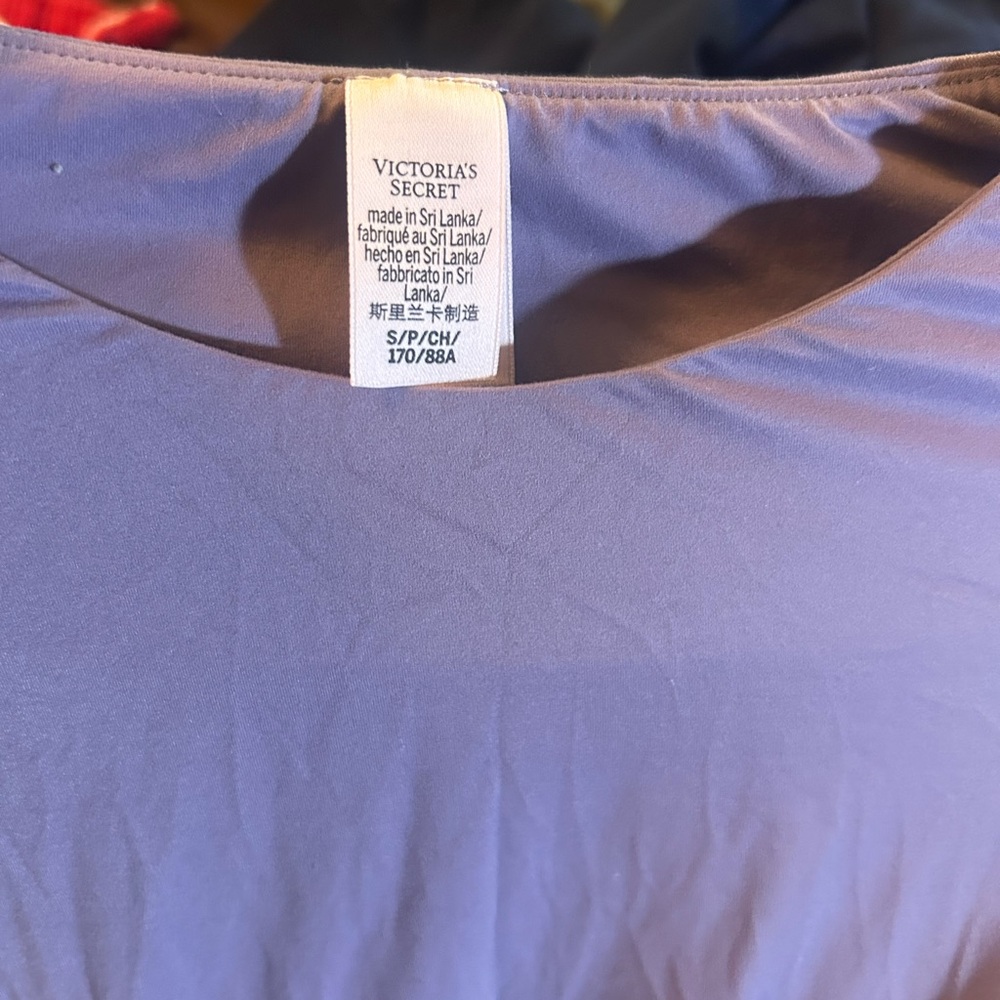 VICTORIA'S
SECRET
made in Sri Lanka/
fabriqué au Sri Lanka/
hecho en Sri Lanka/
fabbricato in Sri
Lanka/
斯里兰卡制造
S/P/CH/
170/88A